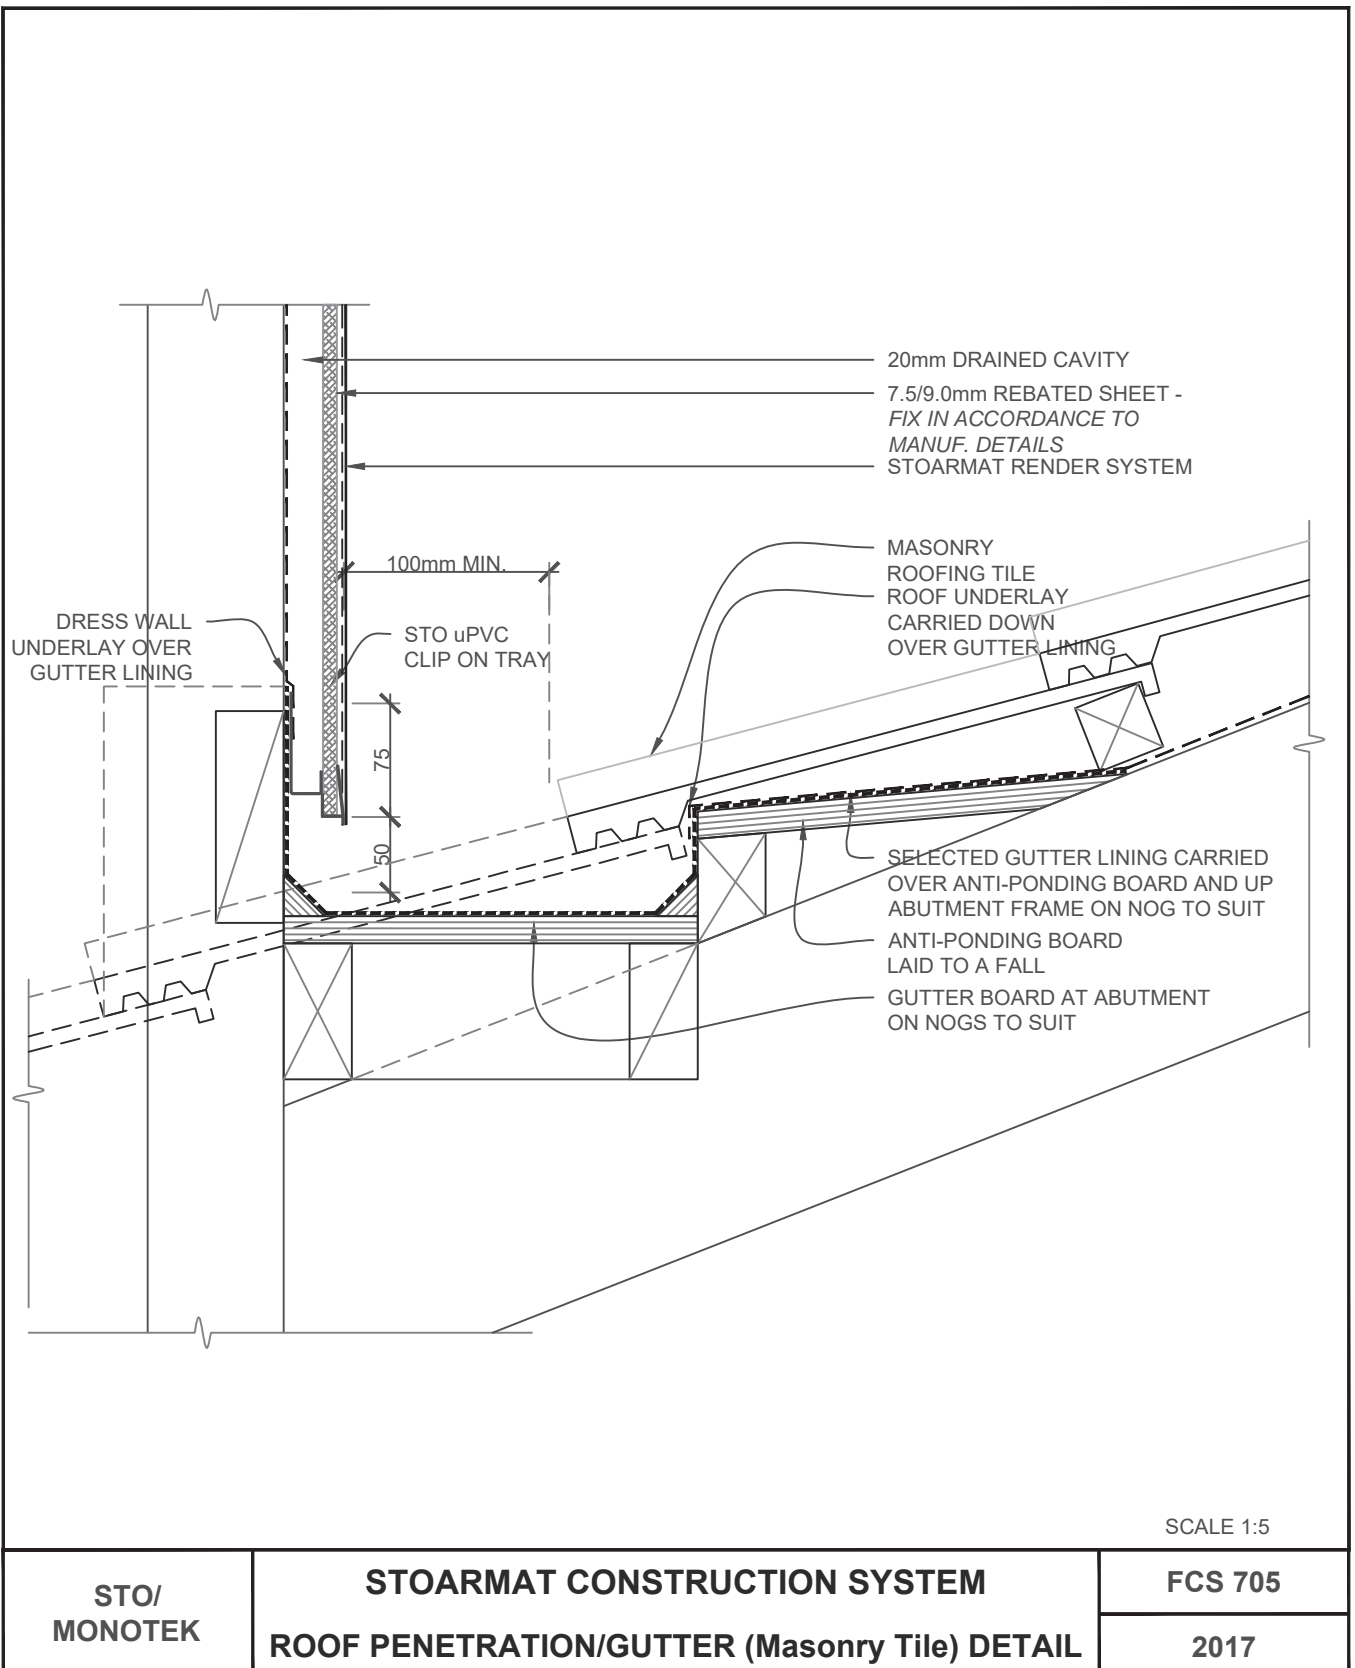 20mm DRAINED CAVITY
7.5/9.0mm REBATED SHEET -
FIX IN ACCORDANCE TO
MANUF. DETAILS
STOARMAT RENDER SYSTEM
100mm MIN.
MASONRY
ROOFING TILE
ROOF UNDERLAY
CARRIED DOWN
OVER GUTTER LINING
DRESS WALL
UNDERLAY OVER
GUTTER LINING
STO uPVC
CLIP ON TRAY
75
50
SELECTED GUTTER LINING CARRIED
OVER ANTI-PONDING BOARD AND UP
ABUTMENT FRAME ON NOG TO SUIT
ANTI-PONDING BOARD
LAID TO A FALL
GUTTER BOARD AT ABUTMENT
ON NOGS TO SUIT
SCALE 1:5
STO/
MONOTEK
STOARMAT CONSTRUCTION SYSTEM
ROOF PENETRATION/GUTTER (Masonry Tile) DETAIL
FCS 705
2017